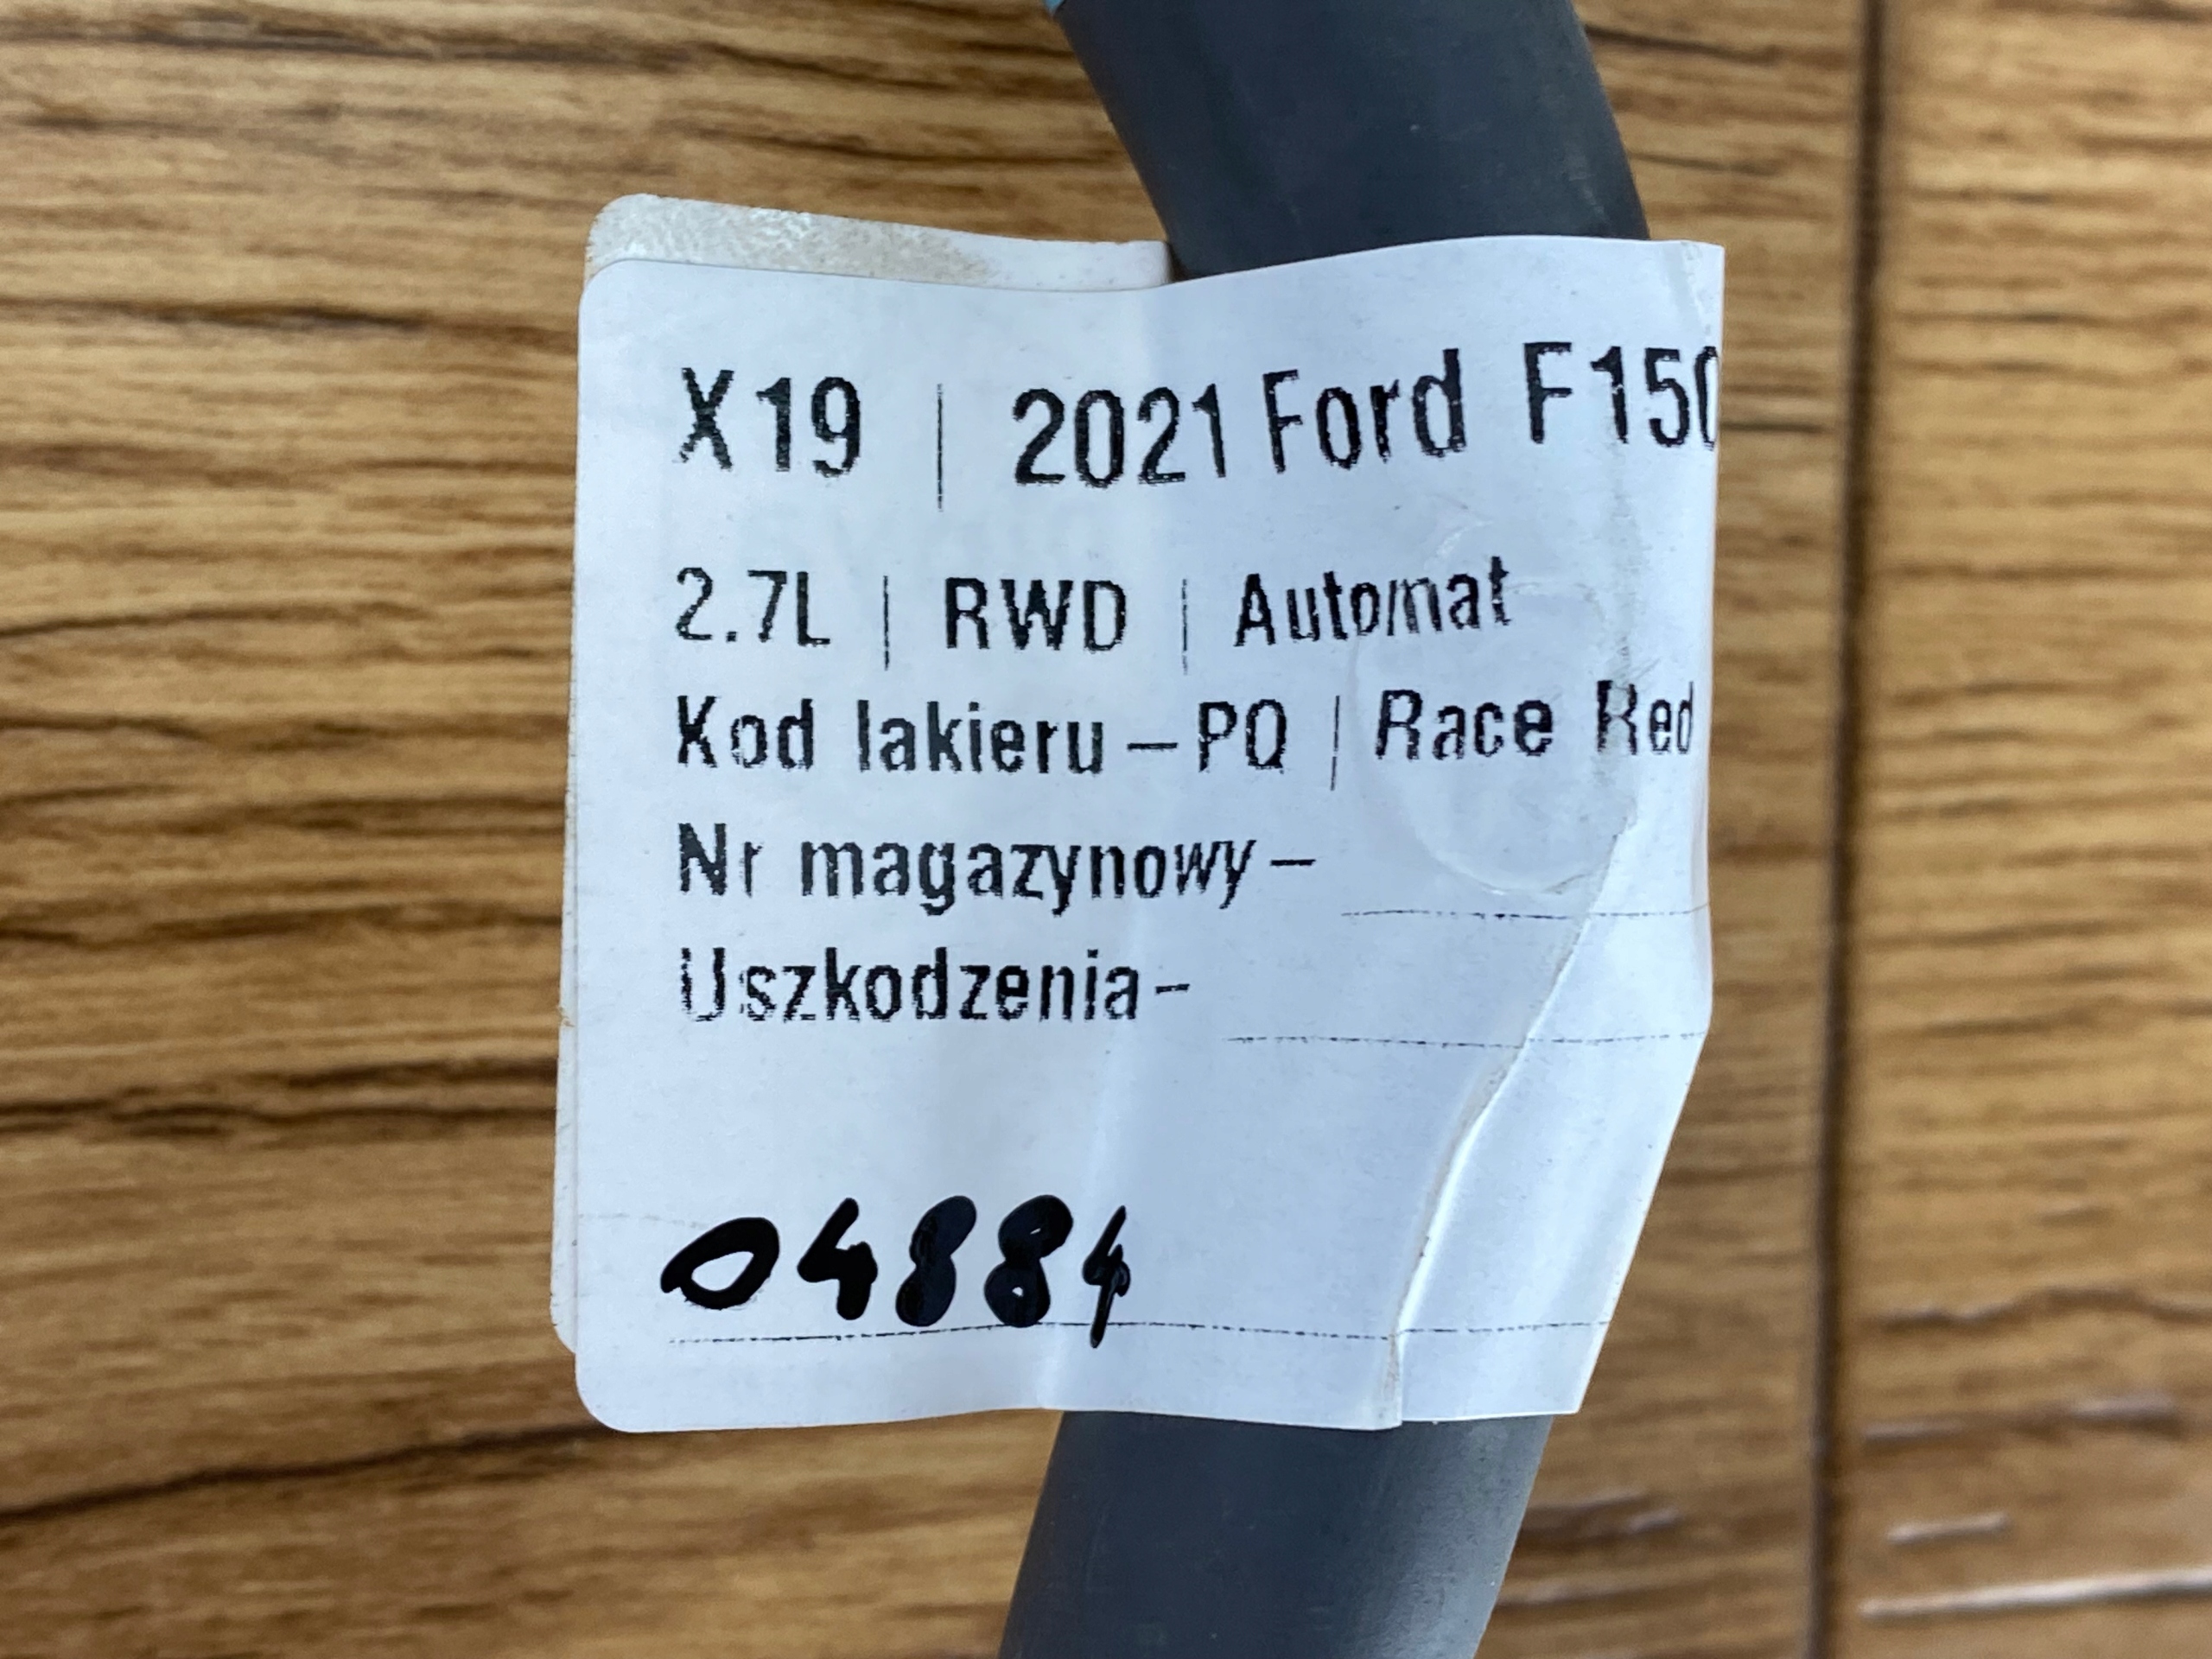 X19 | 2021 Ford F150
2.7L | RWD | Automat
Kod lakieru – PQ | Race Red
Nr magazynowy –
Uszkodzenia-
04884